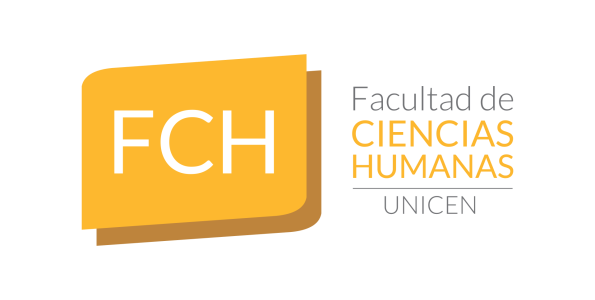 FCH
Facultad de
CIENCIAS
HUMANAS
UNICEN